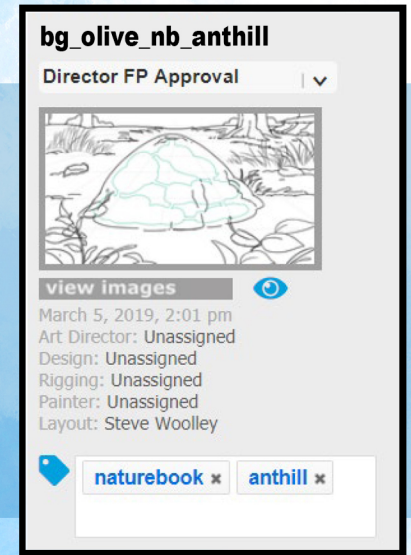 bg_olive_nb_anthill
Director FP Approval
view images
March 5, 2019, 2:01 pm
Art Director: Unassigned
Design: Unassigned
Rigging: Unassigned
Painter: Unassigned
Layout: Steve Woolley
naturebook × anthill ×